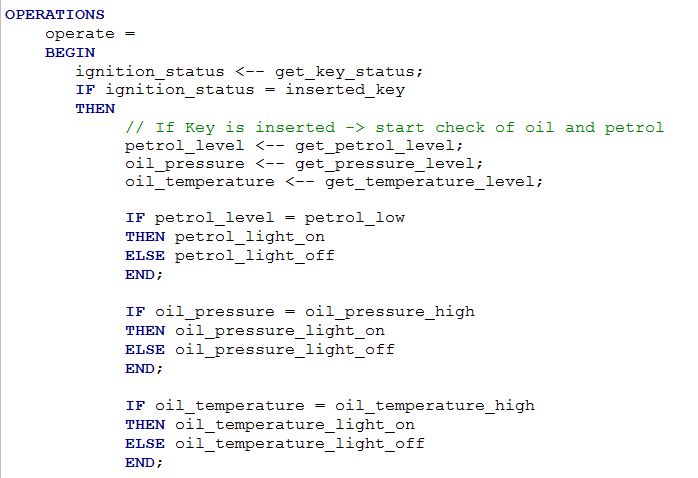 OPERATIONS
operate =
BEGIN
ignition_status <-- get_key_status;
IF ignition_status = inserted_key
THEN
// If Key is inserted -> start check of oil and petrol
petrol_level <-- get_petrol_level;
oil_pressure <-- get_pressure_level;
oil_temperature <-- get_temperature_level;
IF petrol_level = petrol_low
THEN petrol_light_on
ELSE petrol_light_off
END;
IF oil_pressure = oil_pressure_high
THEN oil_pressure_light_on
ELSE oil_pressure_light_off
END;
IF oil_temperature = oil_temperature_high
THEN oil_temperature_light_on
ELSE oil_temperature_light_off
END;